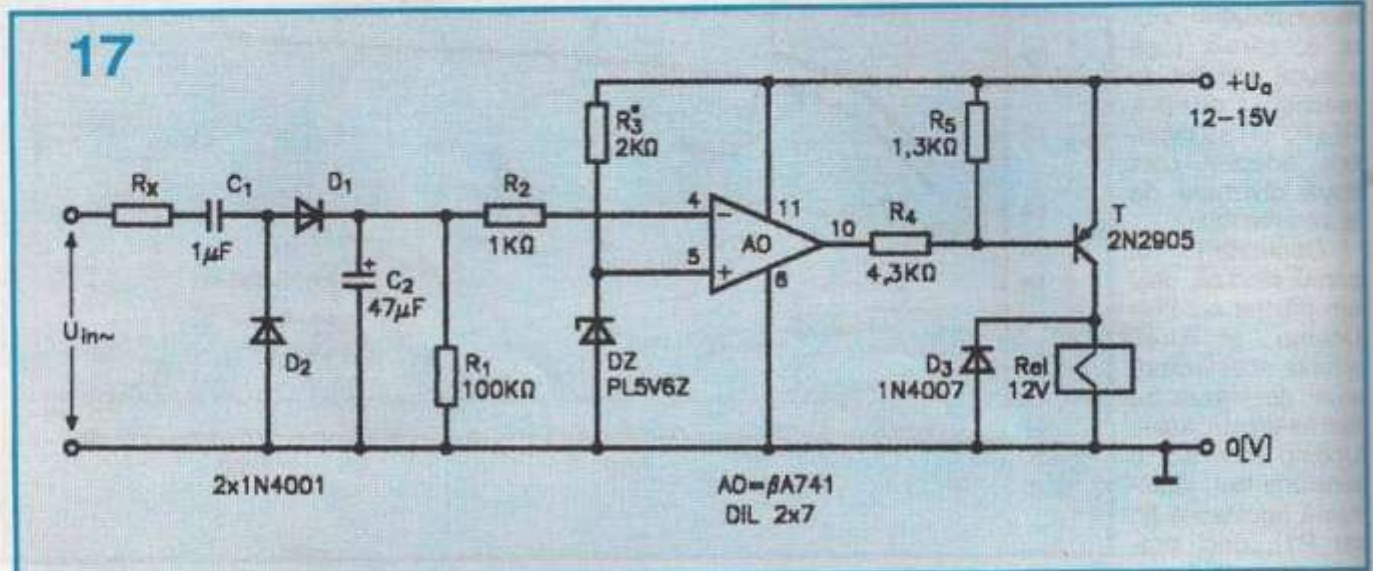 17
+Uₐ
12-15V
R₃*
2KΩ
R₅
1,3KΩ
Rx
C₁
D₁
R₂
4
11
T
2N2905
1μF
1KΩ
AO
10
R₄
5
6
4,3KΩ
C₂
47μF
Uin~
D₂
R₁
100KΩ
DZ
PL5V6Z
D₃
1N4007
Rel
12V
0[V]
2x1N4001
AO=βA741
DIL 2x7